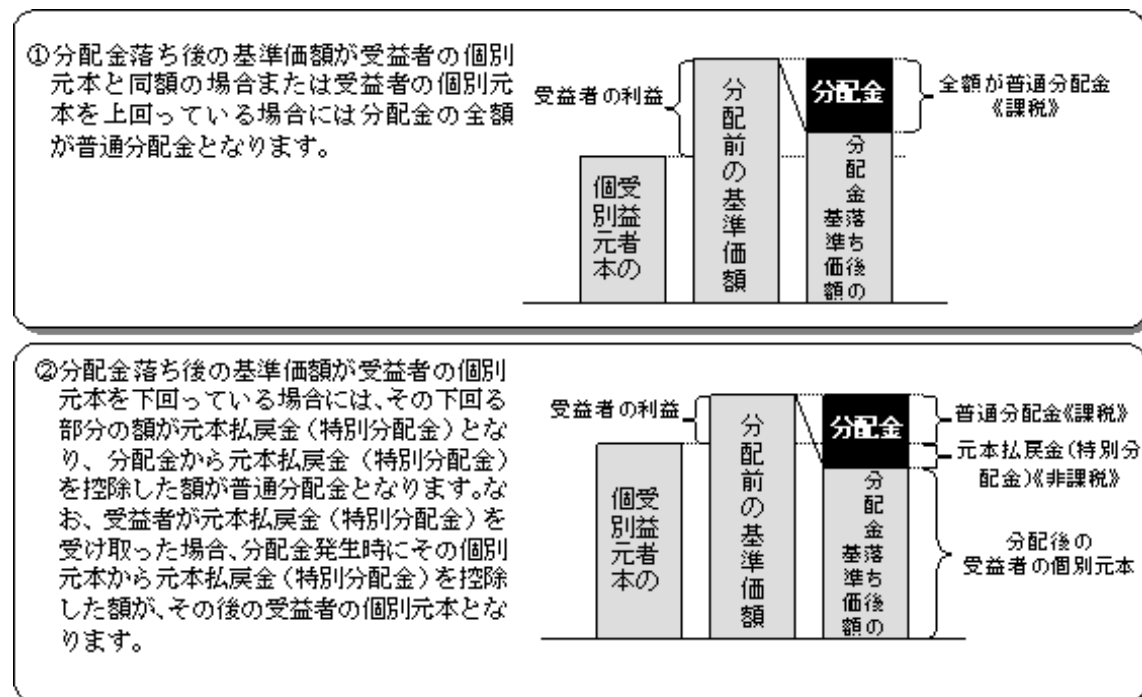 ①分配金落ち後の基準価額が受益者の個別
元本と同額の場合または受益者の個別元
本を上回っている場合には分配金の全額
が普通分配金となります。
受益者の利益
個別元本
受益者の
分配前の基準価額
分配金
基準価額
分配金落ち後の
全額が普通分配金
《課税》
②分配金落ち後の基準価額が受益者の個別
元本を下回っている場合には、その下回る
部分の額が元本払戻金（特別分配金）とな
り、分配金から元本払戻金（特別分配金）
を控除した額が普通分配金となります。な
お、受益者が元本払戻金（特別分配金）を
受け取った場合、分配金発生時にその個別
元本から元本払戻金（特別分配金）を控除
した額が、その後の受益者の個別元本とな
ります。
受益者の利益
受益者の
個別元本
分配前の基準価額
分配金
分配金落ち後の
基準価額
普通分配金《課税》
元本払戻金(特別分
配金)《非課税》
分配後の
受益者の個別元本